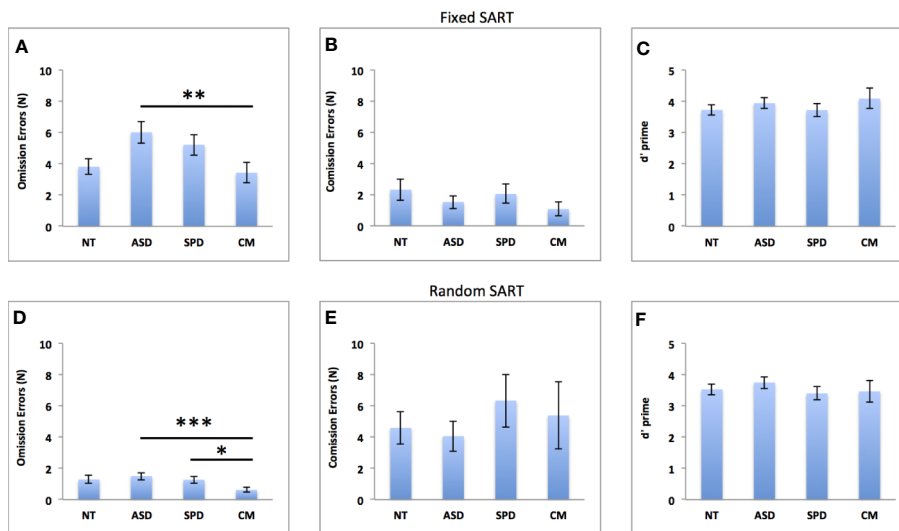 Fixed SART
A
Omission Errors (N)
10
8
6
4
2
0
**
NT ASD SPD CM
B
Comission Errors (N)
10
8
6
4
2
0
NT ASD SPD CM
C
d' prime
5
4
3
2
1
0
NT ASD SPD CM
Random SART
D
Omission Errors (N)
10
8
6
4
2
0
***
*
NT ASD SPD CM
E
Comission Errors (N)
10
8
6
4
2
0
NT ASD SPD CM
F
d' prime
5
4
3
2
1
0
NT ASD SPD CM